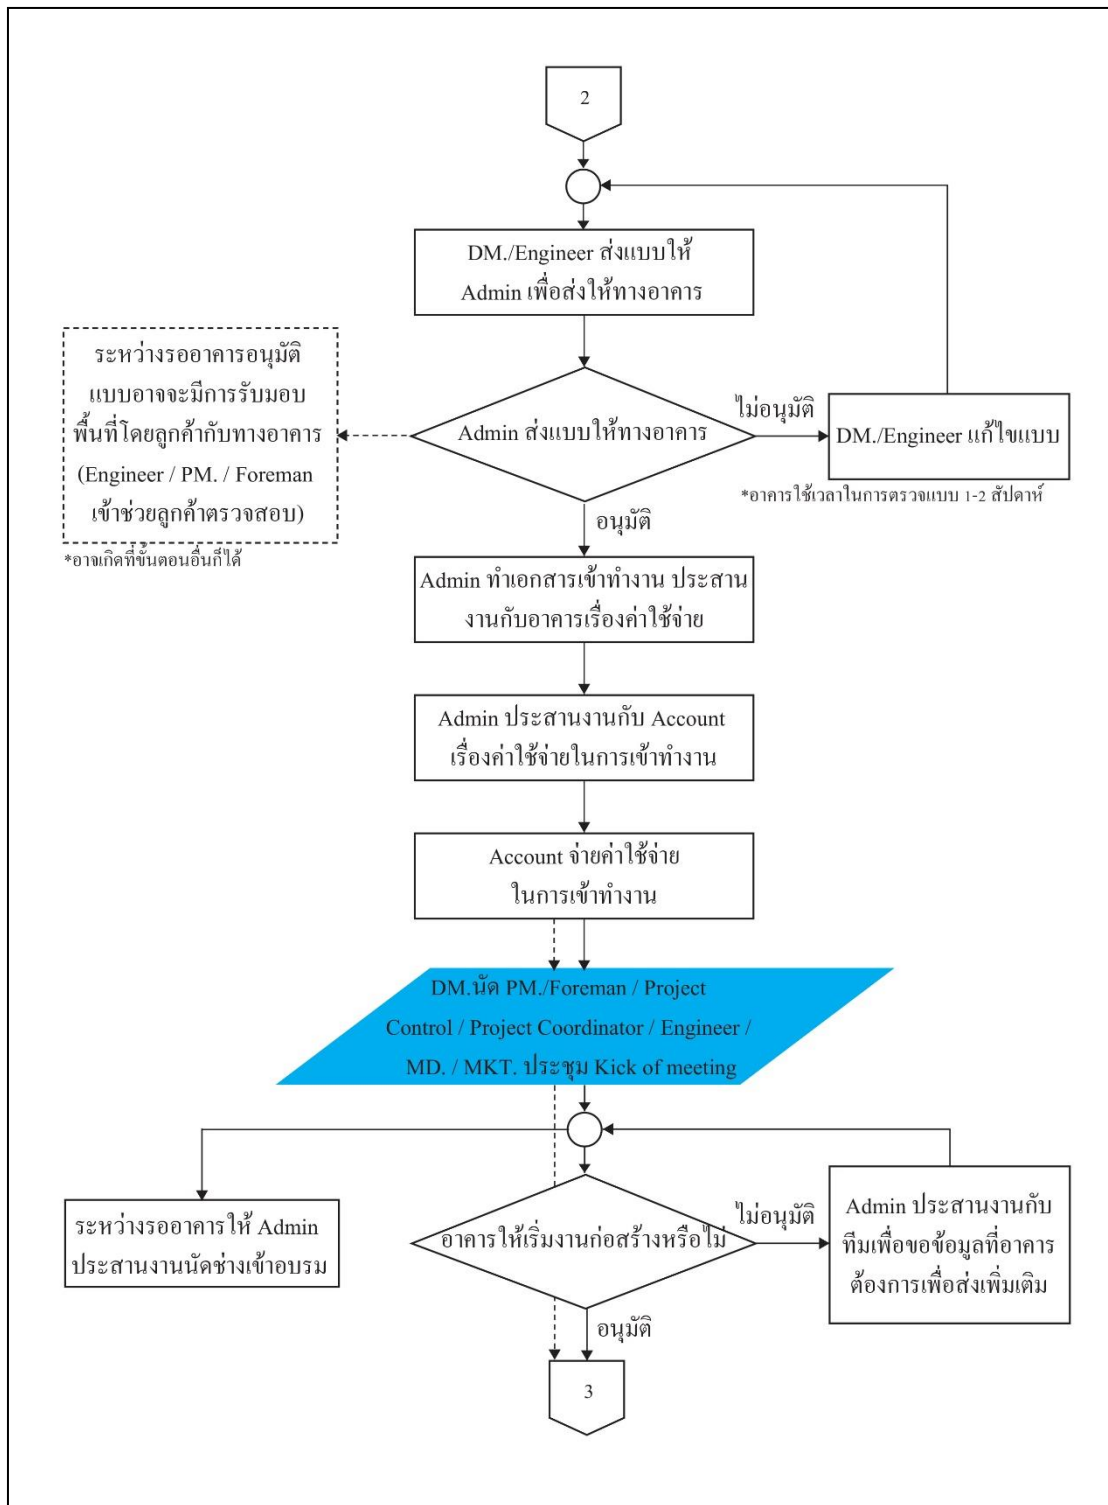 2
DM./Engineer ส่งแบบให้
Admin เพื่อส่งให้ทางอาคาร
ระหว่างรออาคารอนุมัติ
แบบอาจจะมีการรับมอบ
พื้นที่โดยลูกค้ากับทางอาคาร
(Engineer / PM. / Foreman
เข้าช่วยลูกค้าตรวจสอบ)
*อาจเกิดที่ขั้นตอนอื่นก็ได้
Admin ส่งแบบให้ทางอาคาร
ไม่อนุมัติ
DM./Engineer แก้ไขแบบ
*อาคารใช้เวลาในการตรวจแบบ 1-2 สัปดาห์
อนุมัติ
Admin ทำเอกสารเข้าทำงาน ประสาน
งานกับอาคารเรื่องค่าใช้จ่าย
Admin ประสานงานกับ Account
เรื่องค่าใช้จ่ายในการเข้าทำงาน
Account จ่ายค่าใช้จ่าย
ในการเข้าทำงาน
DM.นัด PM./Foreman / Project
Control / Project Coordinator / Engineer /
MD. / MKT. ประชุม Kick of meeting
ระหว่างรออาคารให้ Admin
ประสานงานนัดช่างเข้าอบรม
อาคารให้เริ่มงานก่อสร้างหรือไม่
ไม่อนุมัติ
Admin ประสานงานกับ
ทีมเพื่อขอข้อมูลที่อาคาร
ต้องการเพื่อส่งเพิ่มเติม
อนุมัติ
3